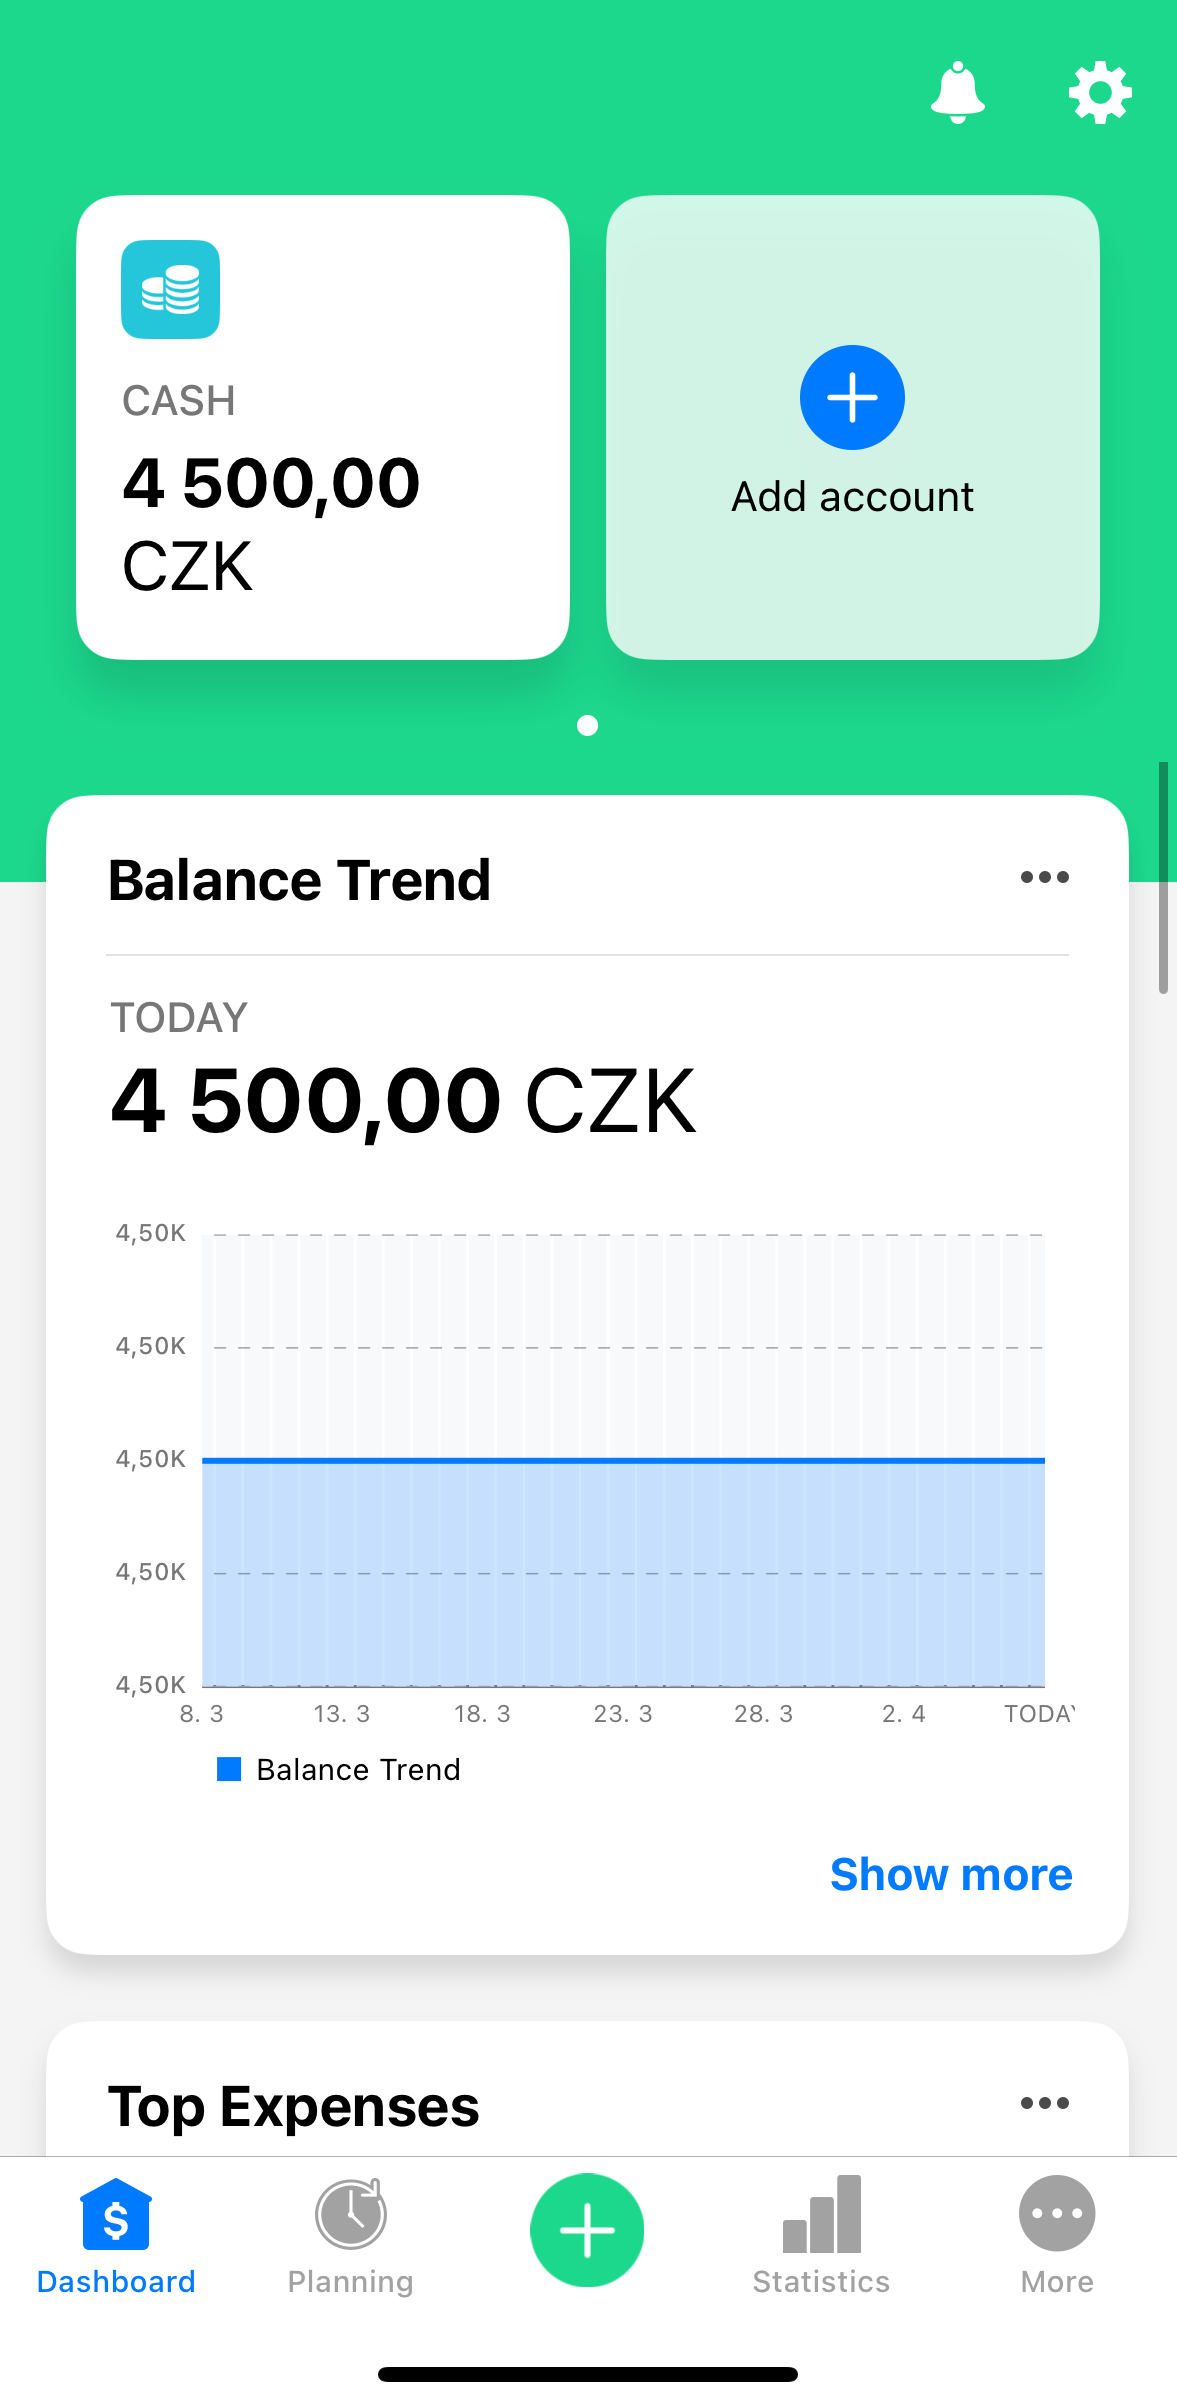 CASH
4 500,00
CZK
Add account
Balance Trend
TODAY
4 500,00 CZK
4,50K
4,50K
4,50K
4,50K
4,50K
8. 3 13. 3 18. 3 23. 3 28. 3 2. 4 TODAY
Balance Trend
Show more
Top Expenses
$
Dashboard Planning Statistics More